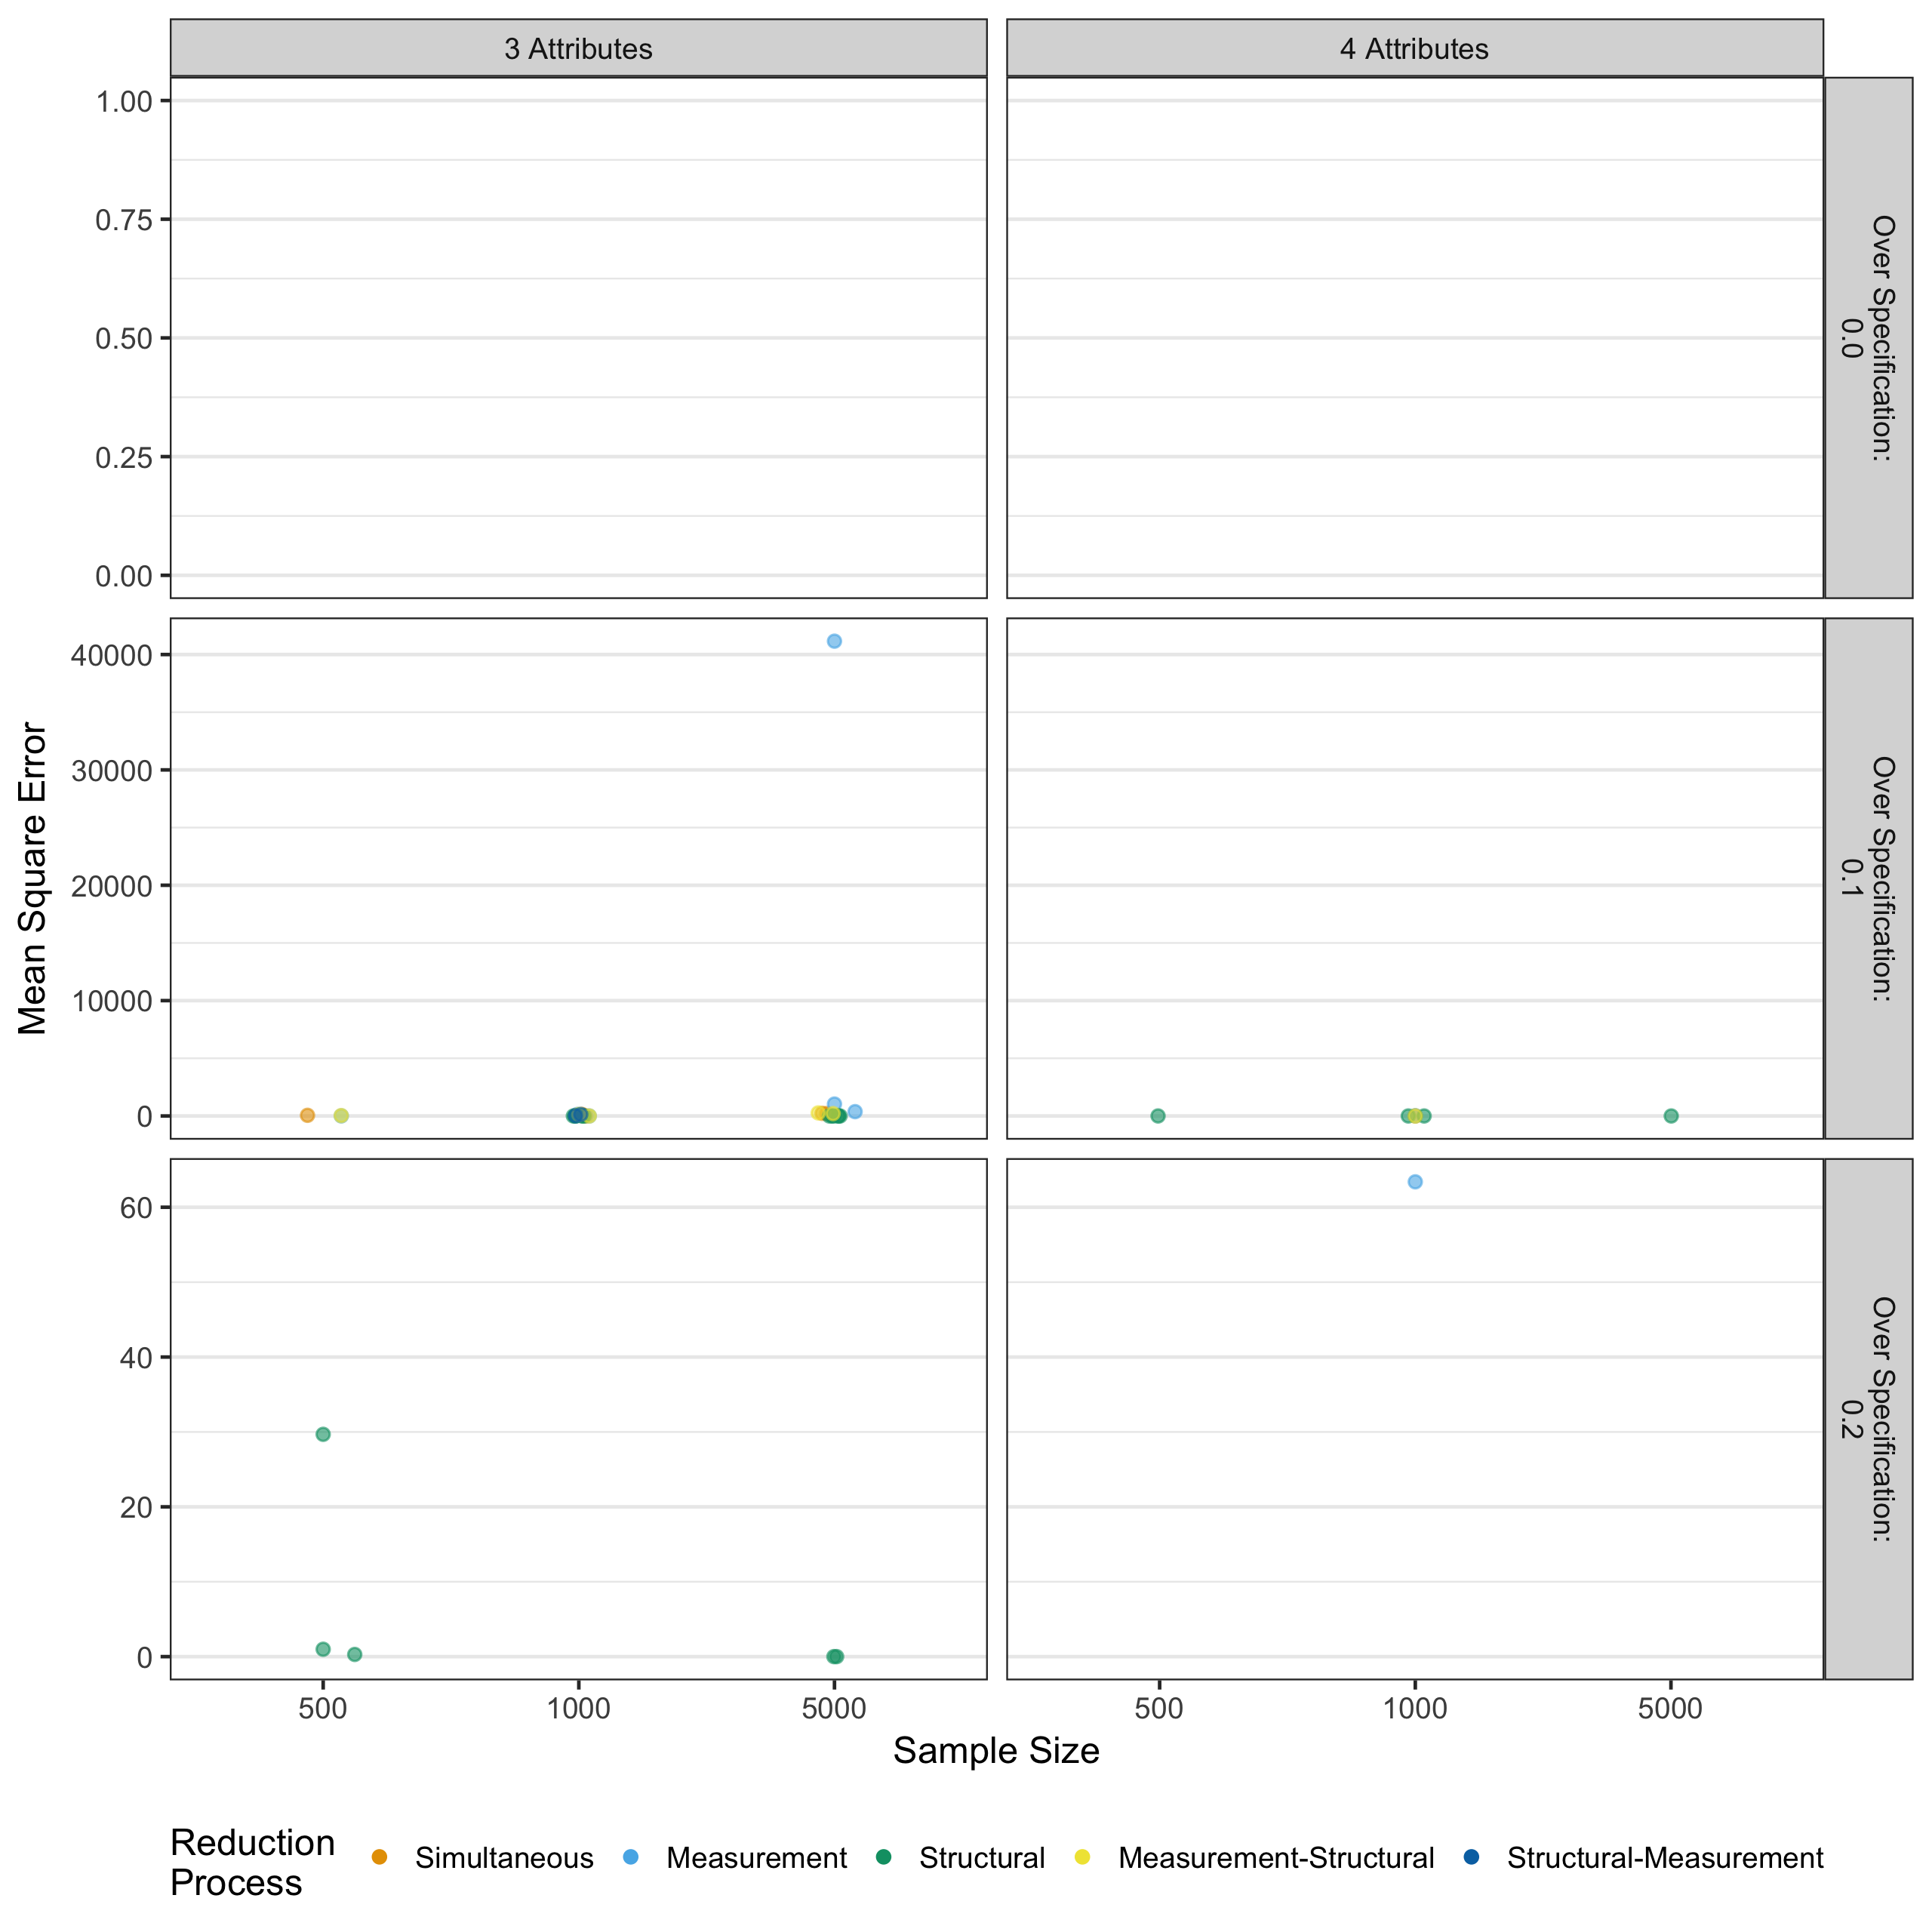 3 Attributes
4 Attributes
1.00
0.75
0.50
0.25
0.00
Over Specification:
0.0
Mean Square Error
40000
30000
20000
10000
0
Over Specification:
0.1
60
40
20
0
Over Specification:
0.2
500 1000 5000 500 1000 5000
Sample Size
Reduction
Process
Simultaneous Measurement Structural Measurement-Structural Structural-Measurement